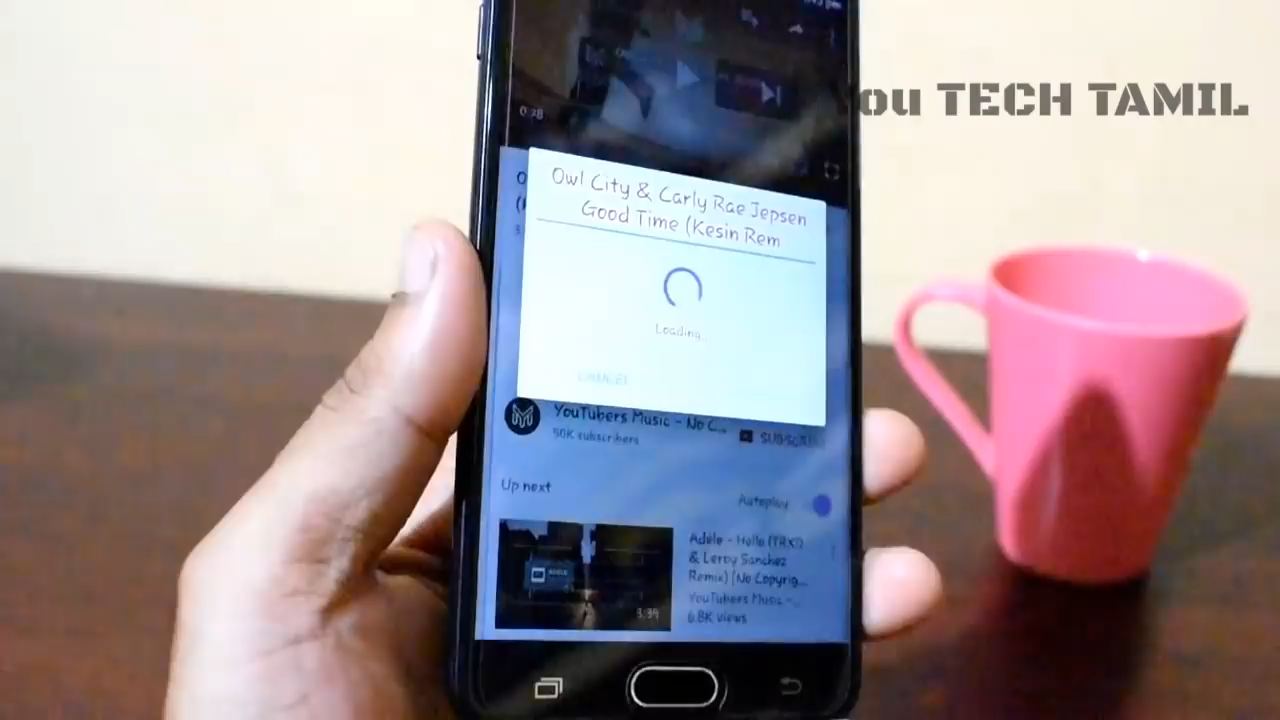 ou TECH TAMIL
0:28
Owl City & Carly Rae Jepsen
Good Time (Kesin Rem
Loading..
CANCEL
YouTubers Music - No C...
50K subscribers
Up next
Autoplay
Adele - Hello (TRXD
& Leroy Sanchez
Remix) [No Copyrig...
YouTubers Music -...
6.8K views
ADELE
3:39